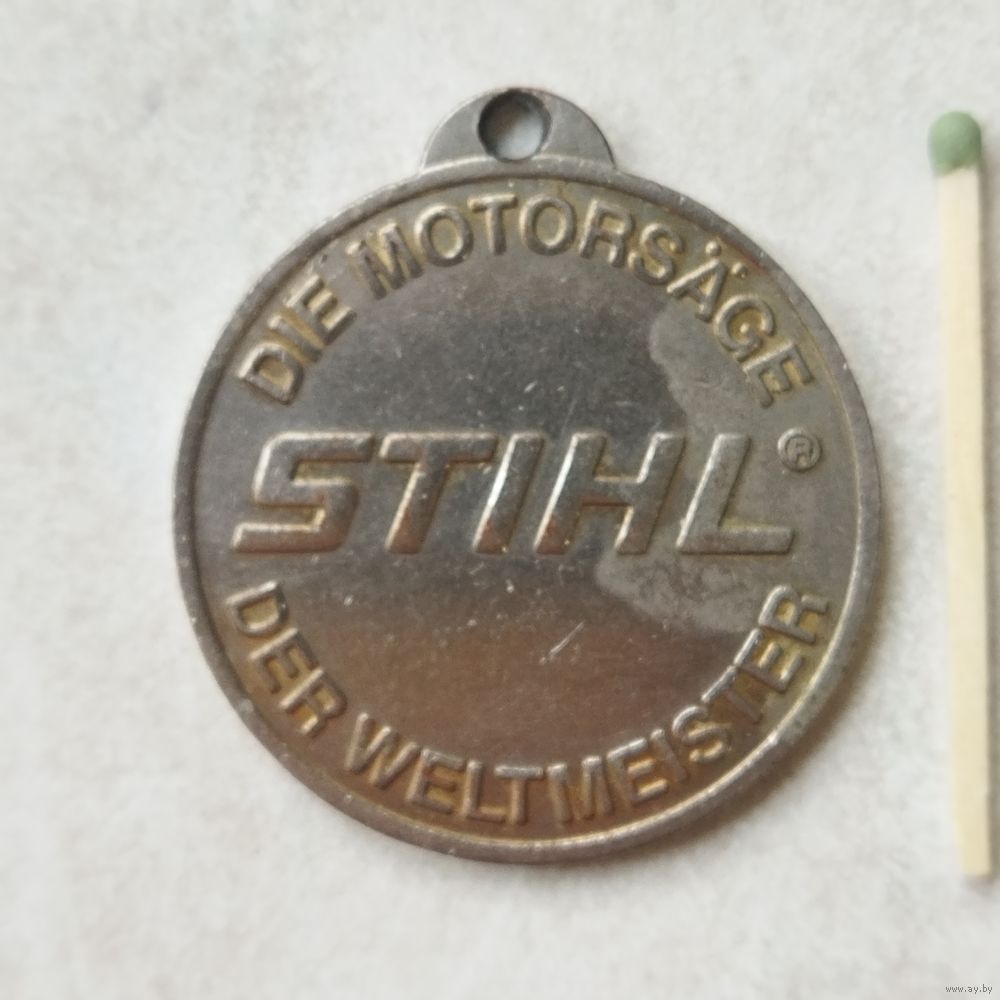 DIE MOTORSÄGE
STIHL®
DER WELTMEISTER
www.ay.by